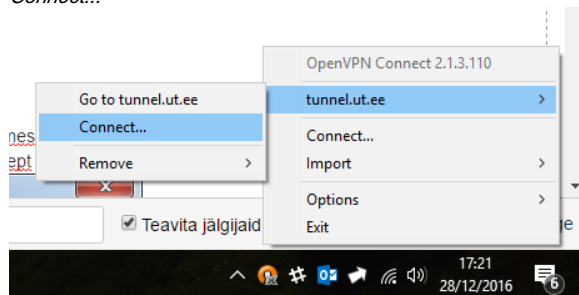 Connect...
OpenVPN Connect 2.1.3.110
Go to tunnel.ut.ee
tunnel.ut.ee
Connect...
Connect...
Remove
Import
Options
Exit
Teavita jälgijaid
17:21
28/12/2016
6